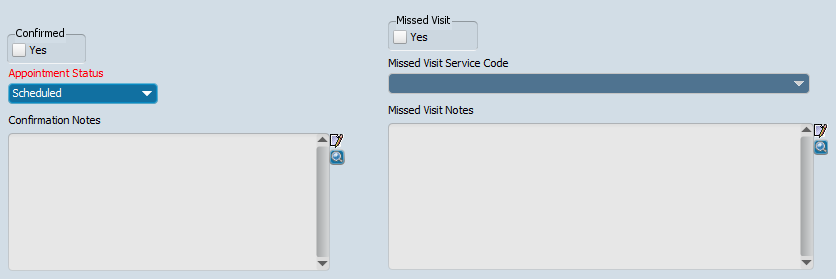 Confirmed
Yes
Appointment Status
Scheduled
Confirmation Notes
Missed Visit
Yes
Missed Visit Service Code
Missed Visit Notes